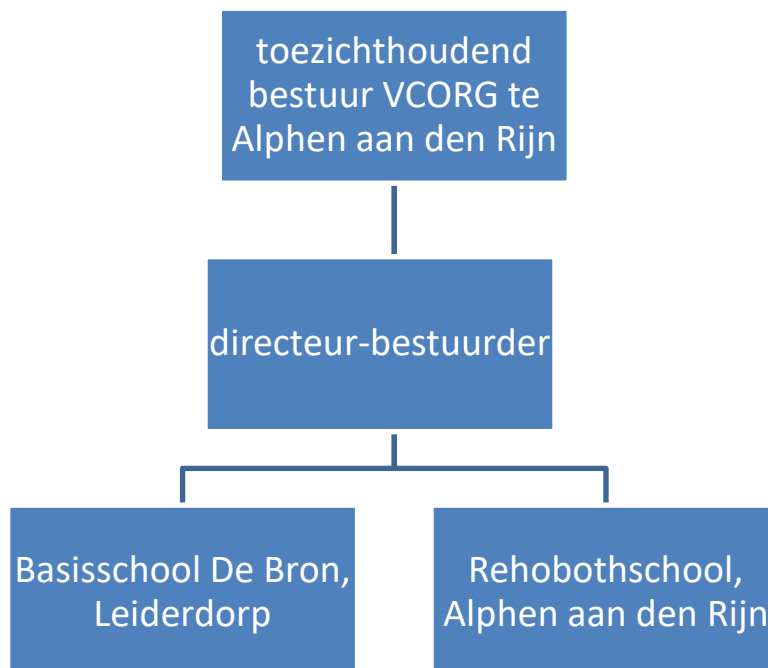 toezichthoudend
bestuur VCORG te
Alphen aan den Rijn
directeur-bestuurder
Basisschool De Bron,
Leiderdorp
Rehobothschool,
Alphen aan den Rijn